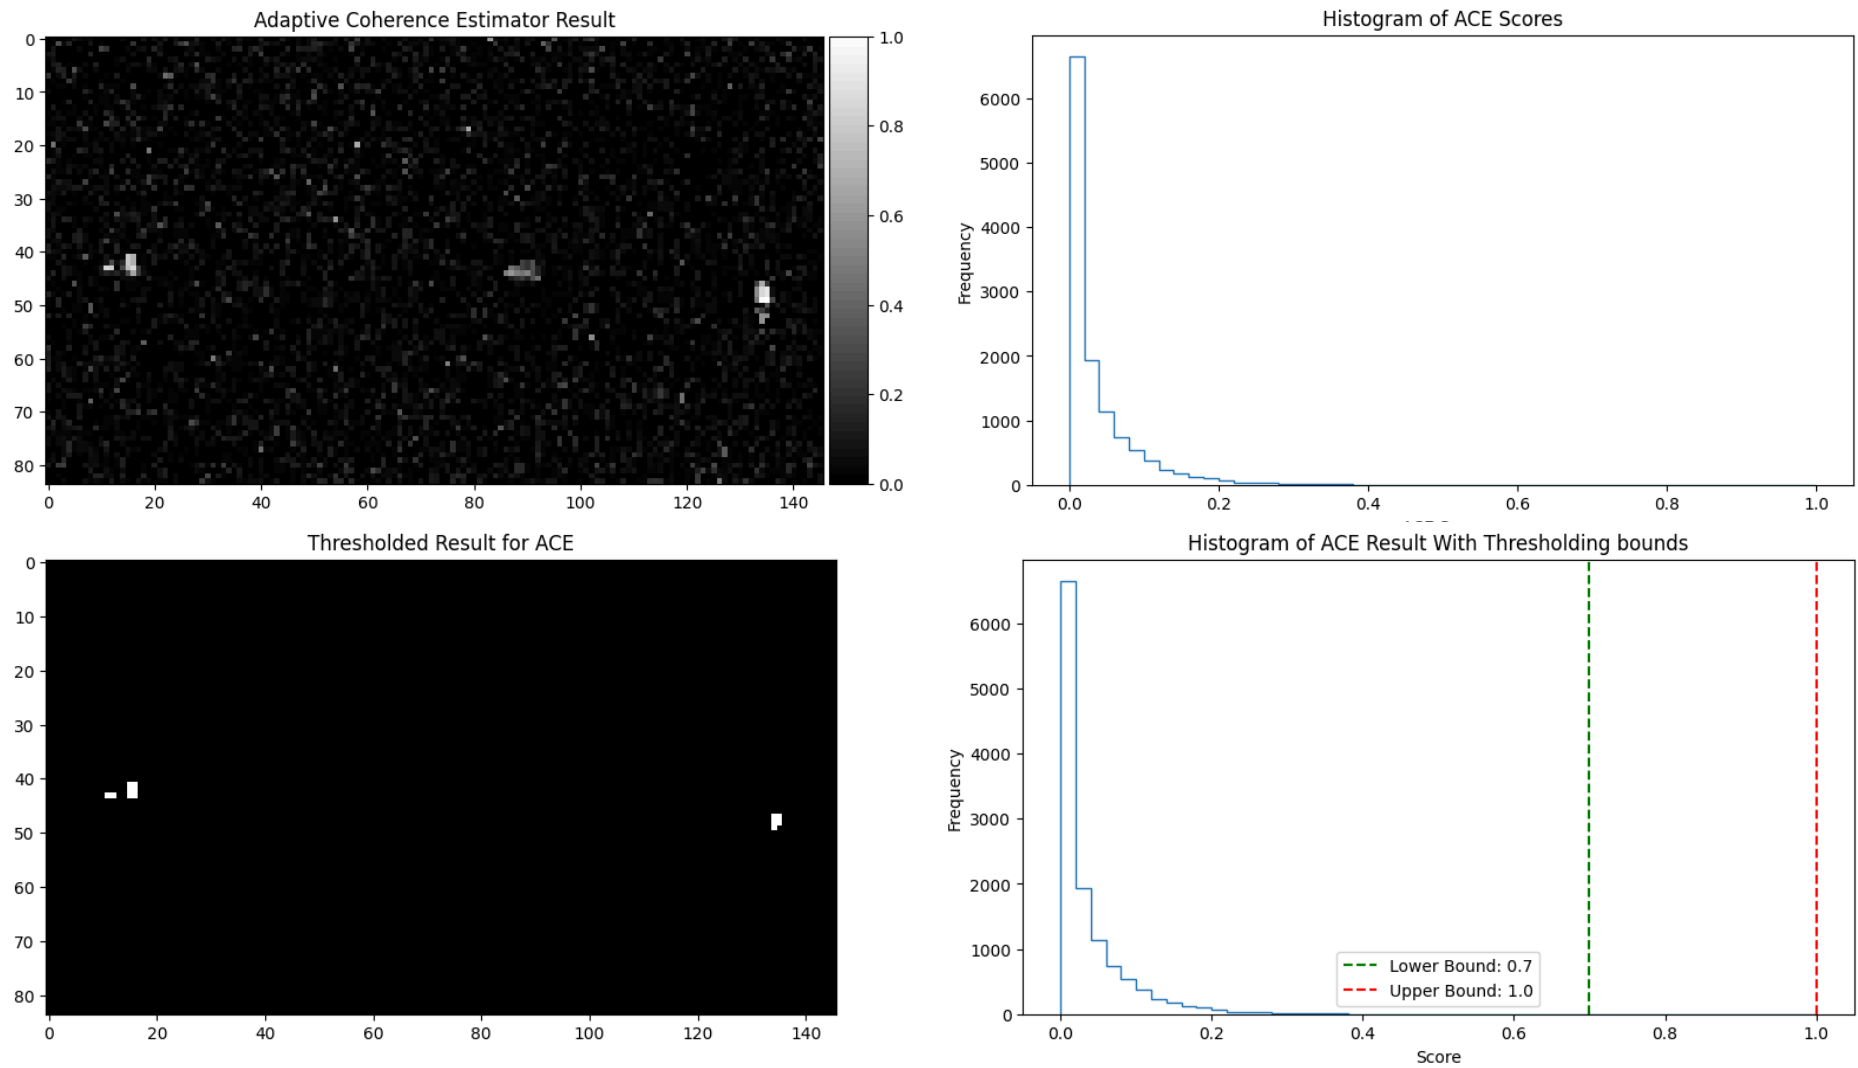 Adaptive Coherence Estimator Result
0
10
20
30
40
50
60
70
80
0 20 40 60 80 100 120 140
1.0
0.8
0.6
0.4
0.2
0.0
Histogram of ACE Scores
Frequency
6000
5000
4000
3000
2000
1000
0
0.0 0.2 0.4 0.6 0.8 1.0
Thresholded Result for ACE
0
10
20
30
40
50
60
70
80
0 20 40 60 80 100 120 140
Histogram of ACE Result With Thresholding bounds
Frequency
6000
5000
4000
3000
2000
1000
0
Lower Bound: 0.7
Upper Bound: 1.0
0.0 0.2 0.4 0.6 0.8 1.0
Score